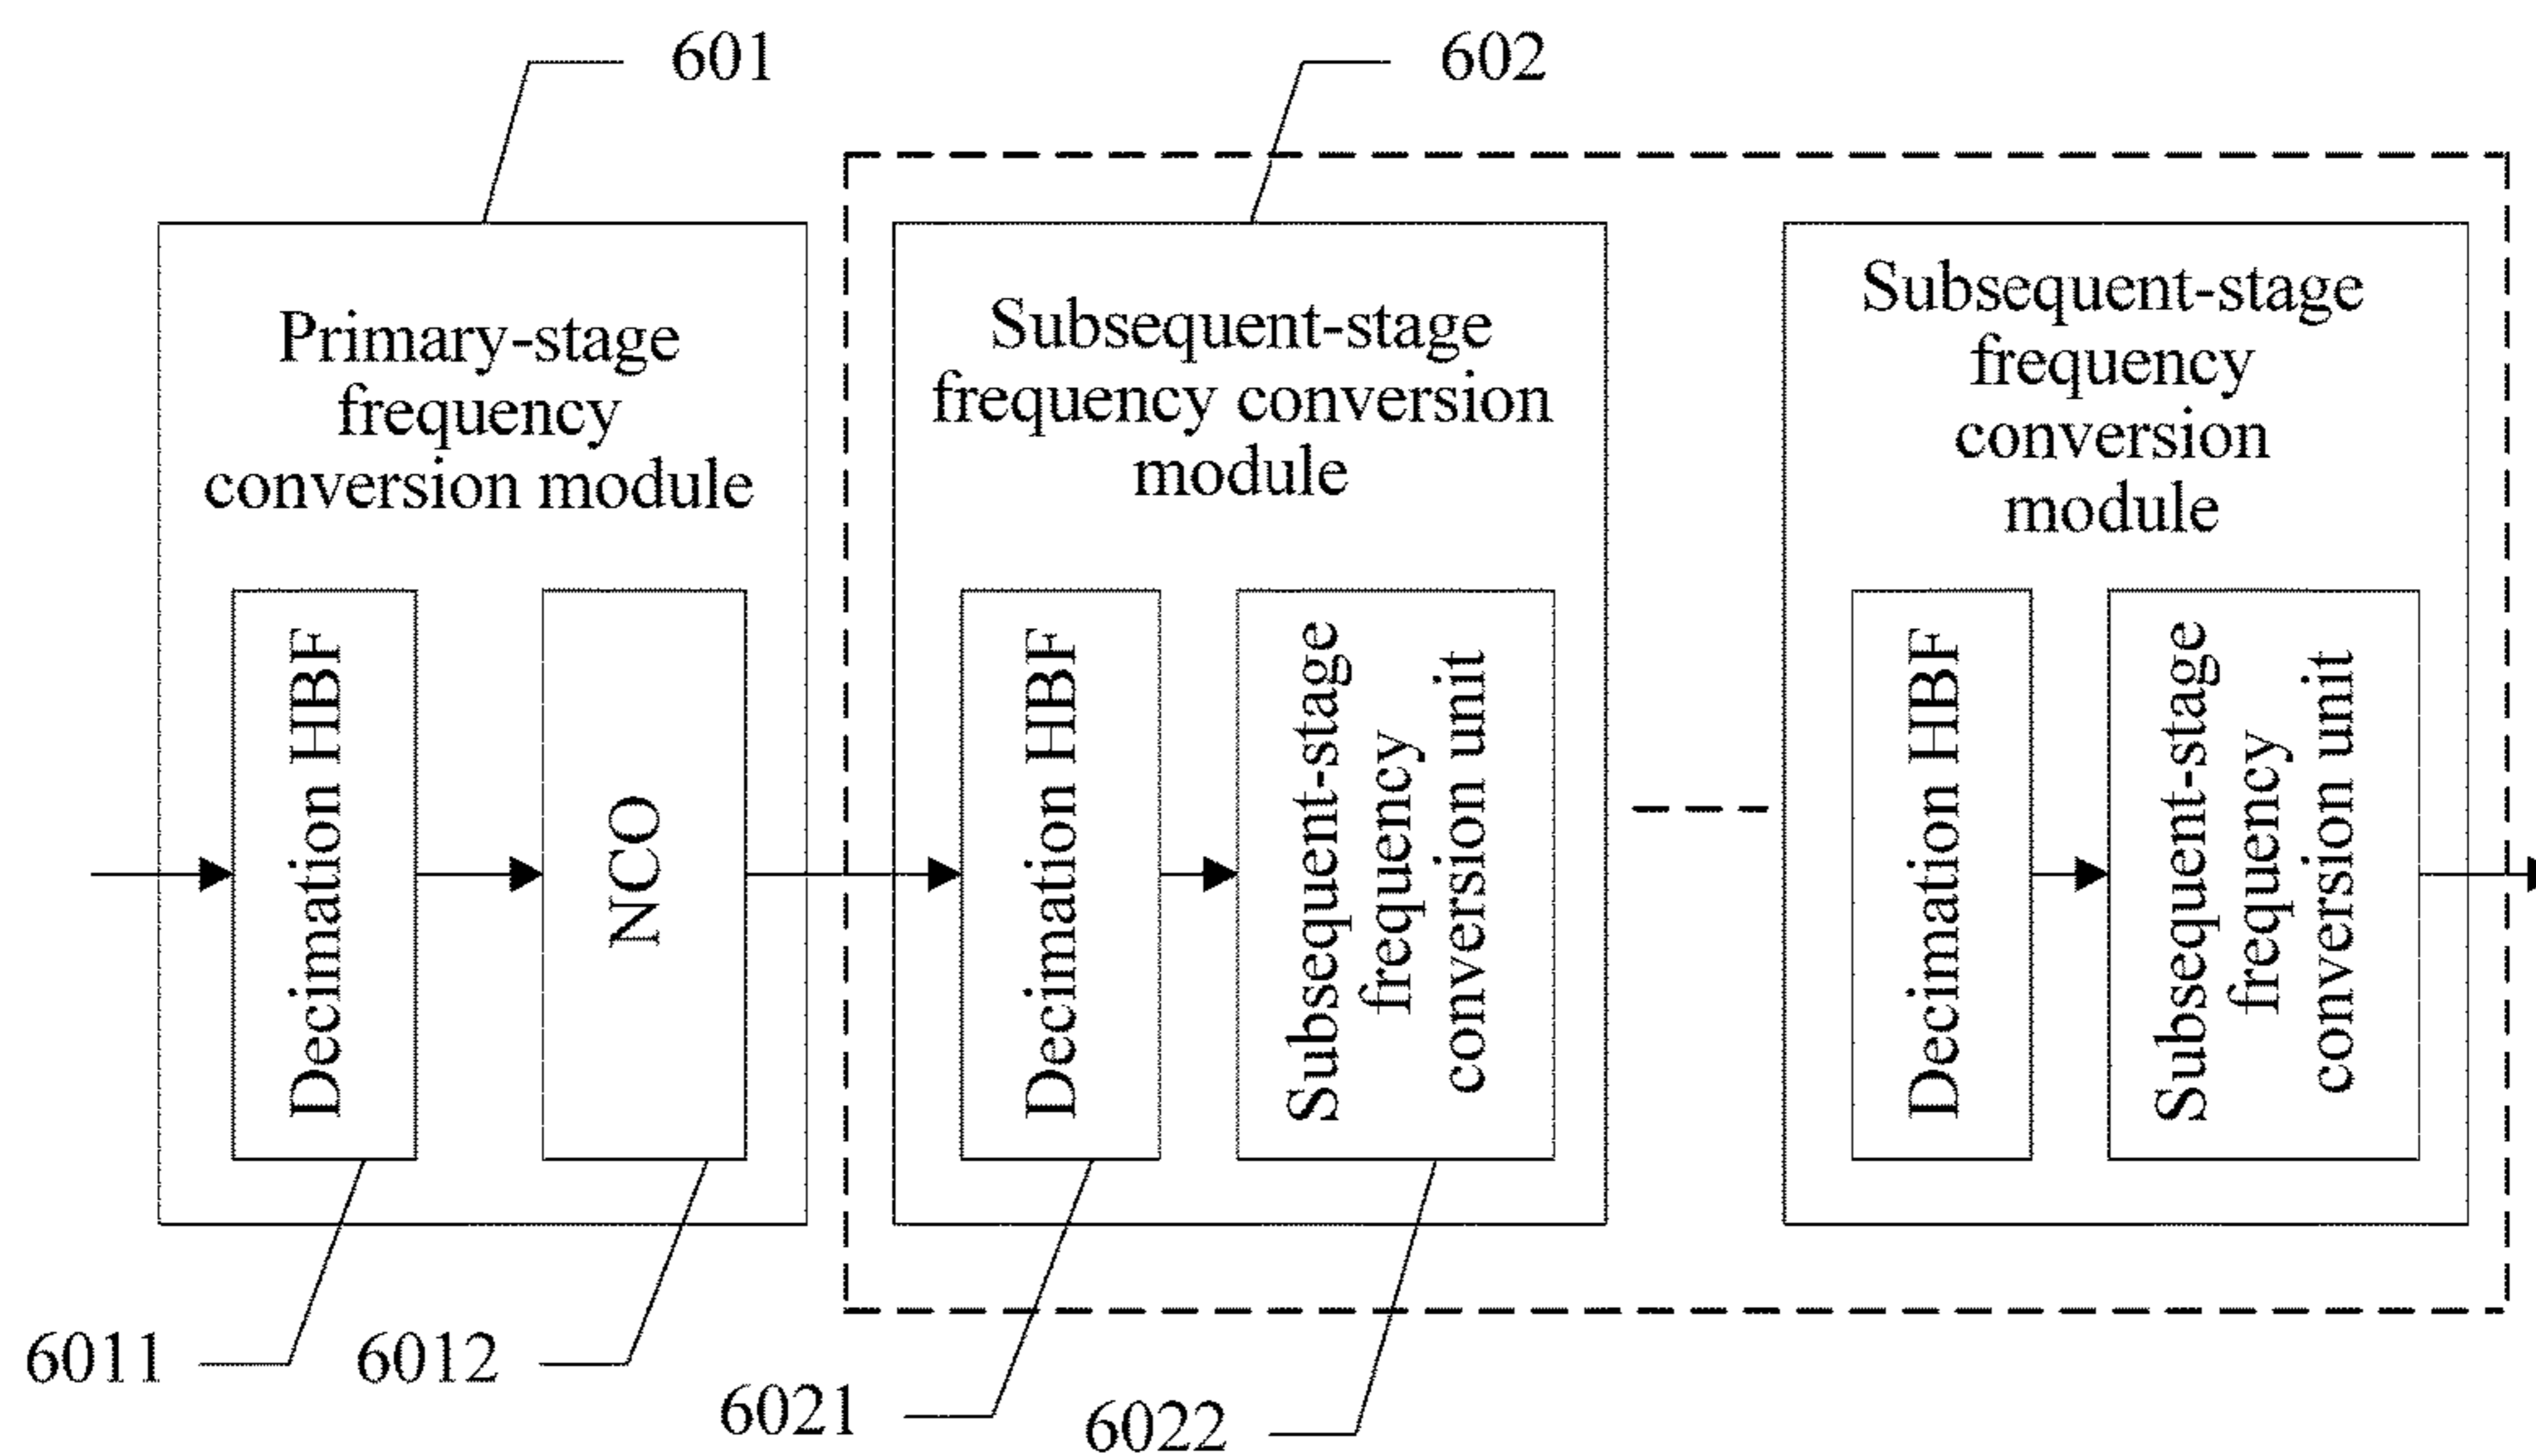 601
602
Primary-stage
frequency
conversion module
Subsequent-stage
frequency conversion
module
Subsequent-stage
frequency
conversion
module
Decimation HBF
NCO
Decimation HBF
Subsequent-stage
frequency
conversion unit
Decimation HBF
Subsequent-stage
frequency
conversion unit
6011
6012
6021
6022